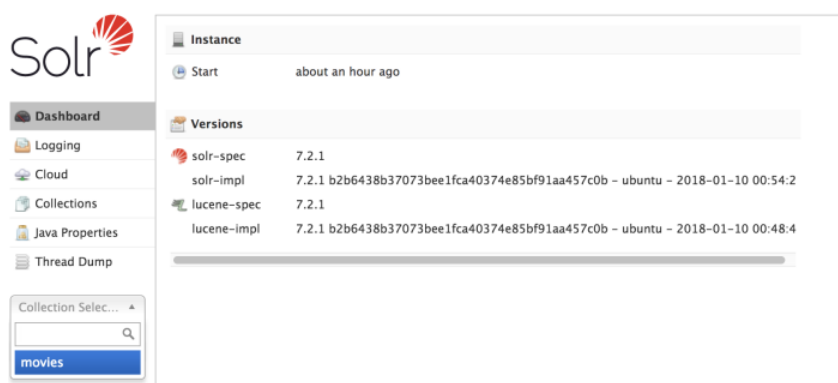 Solr
Dashboard
Logging
Cloud
Collections
Java Properties
Thread Dump
Collection Selec...
movies
Instance
Start about an hour ago
Versions
solr-spec 7.2.1
solr-impl 7.2.1 b2b6438b37073bee1fca40374e85bf91aa457c0b - ubuntu - 2018-01-10 00:54:2
lucene-spec 7.2.1
lucene-impl 7.2.1 b2b6438b37073bee1fca40374e85bf91aa457c0b - ubuntu - 2018-01-10 00:48:4